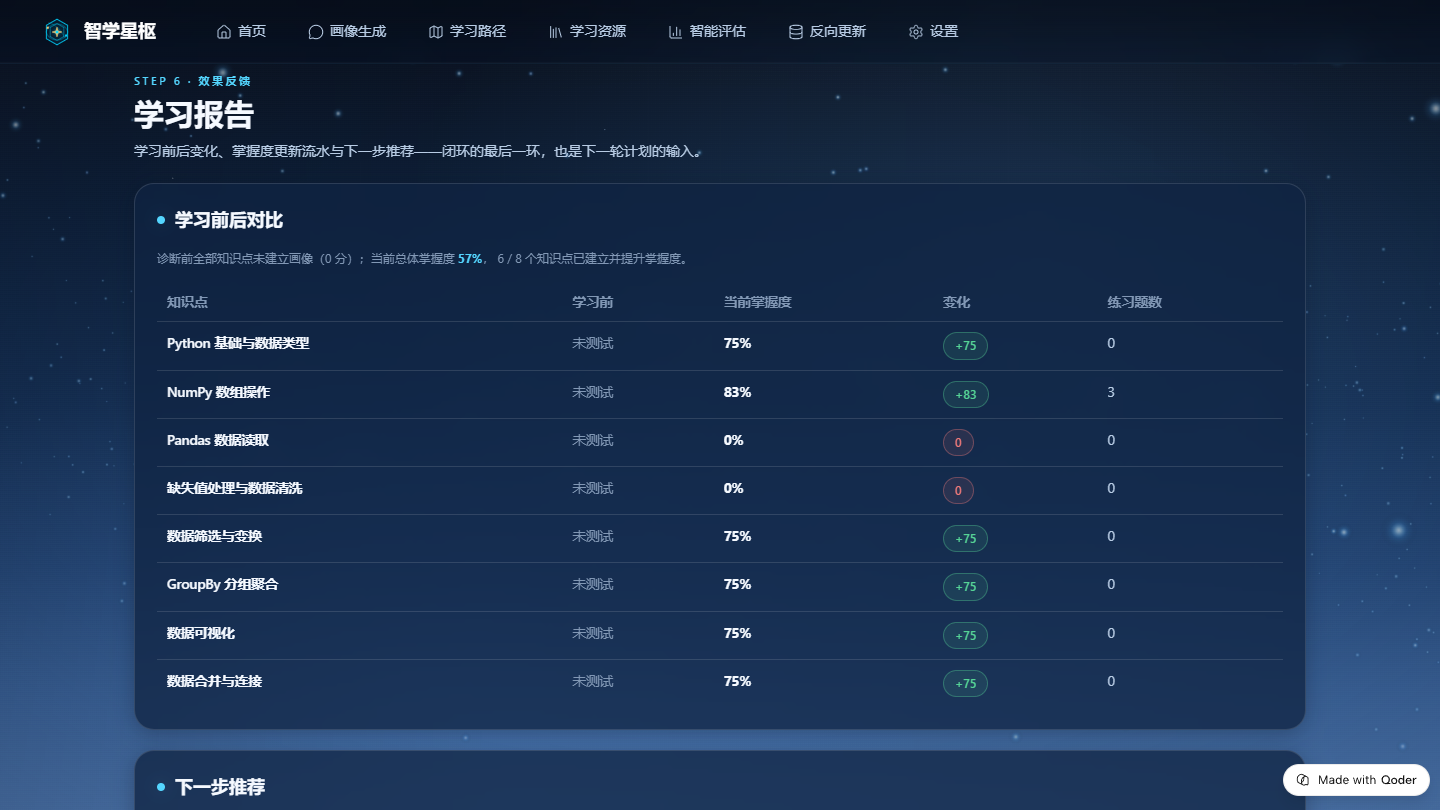 智学星枢 首页 画像生成 学习路径 学习资源 智能评估 反向更新 设置
STEP 6 · 效果反馈
学习报告
学习前后变化、掌握度更新流水与下一步推荐——闭环的最后一环，也是下一轮计划的输入。
学习前后对比
诊断前全部知识点未建立画像（0 分）；当前总体掌握度 57%， 6 / 8 个知识点已建立并提升掌握度。
知识点 学习前 当前掌握度 变化 练习题数
Python 基础与数据类型 未测试 75% +75 0
NumPy 数组操作 未测试 83% +83 3
Pandas 数据读取 未测试 0% 0 0
缺失值处理与数据清洗 未测试 0% 0 0
数据筛选与变换 未测试 75% +75 0
GroupBy 分组聚合 未测试 75% +75 0
数据可视化 未测试 75% +75 0
数据合并与连接 未测试 75% +75 0
下一步推荐
Made with Qoder